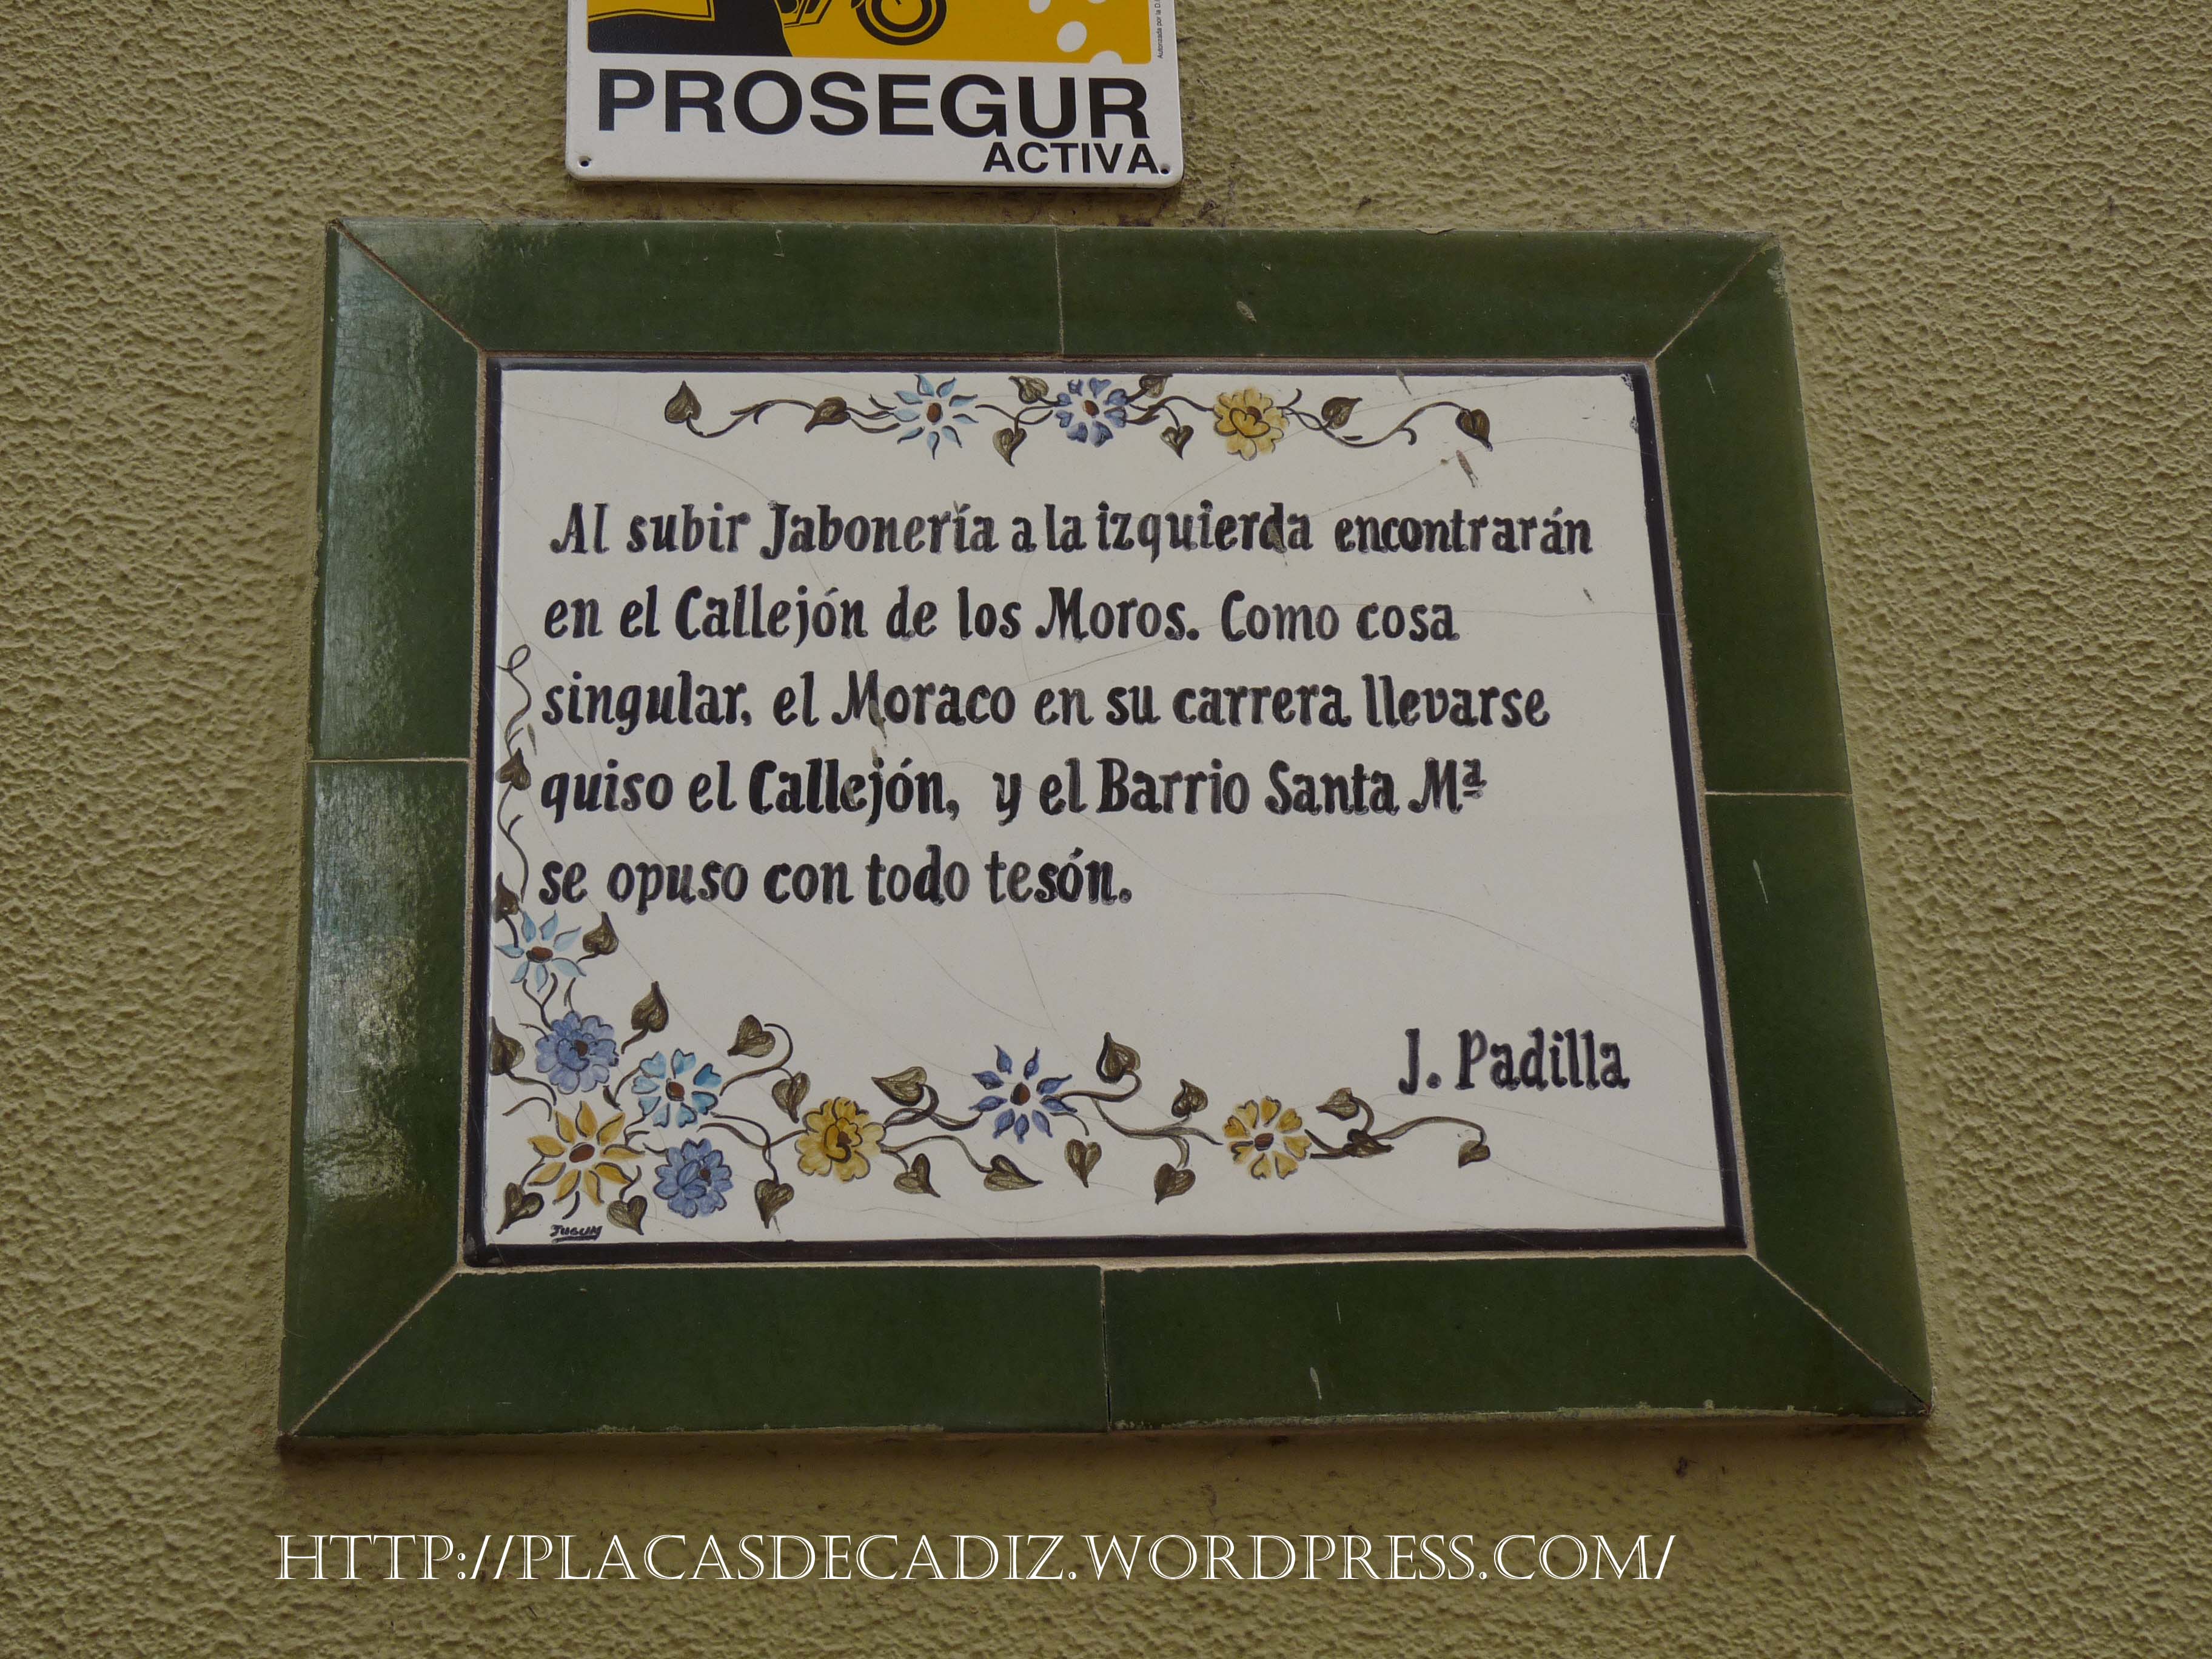 PROSEGUR
ACTIVA
Al subir Jabonería a la izquierda encontrarán
en el Callejón de los Moros. Como cosa
singular, el Moraco en su carrera llevarse
quiso el Callejón, y el Barrio Santa Mª
se opuso con todo tesón.
J. Padilla
HTTP://PLACASDECADIZ.WORDPRESS.COM/